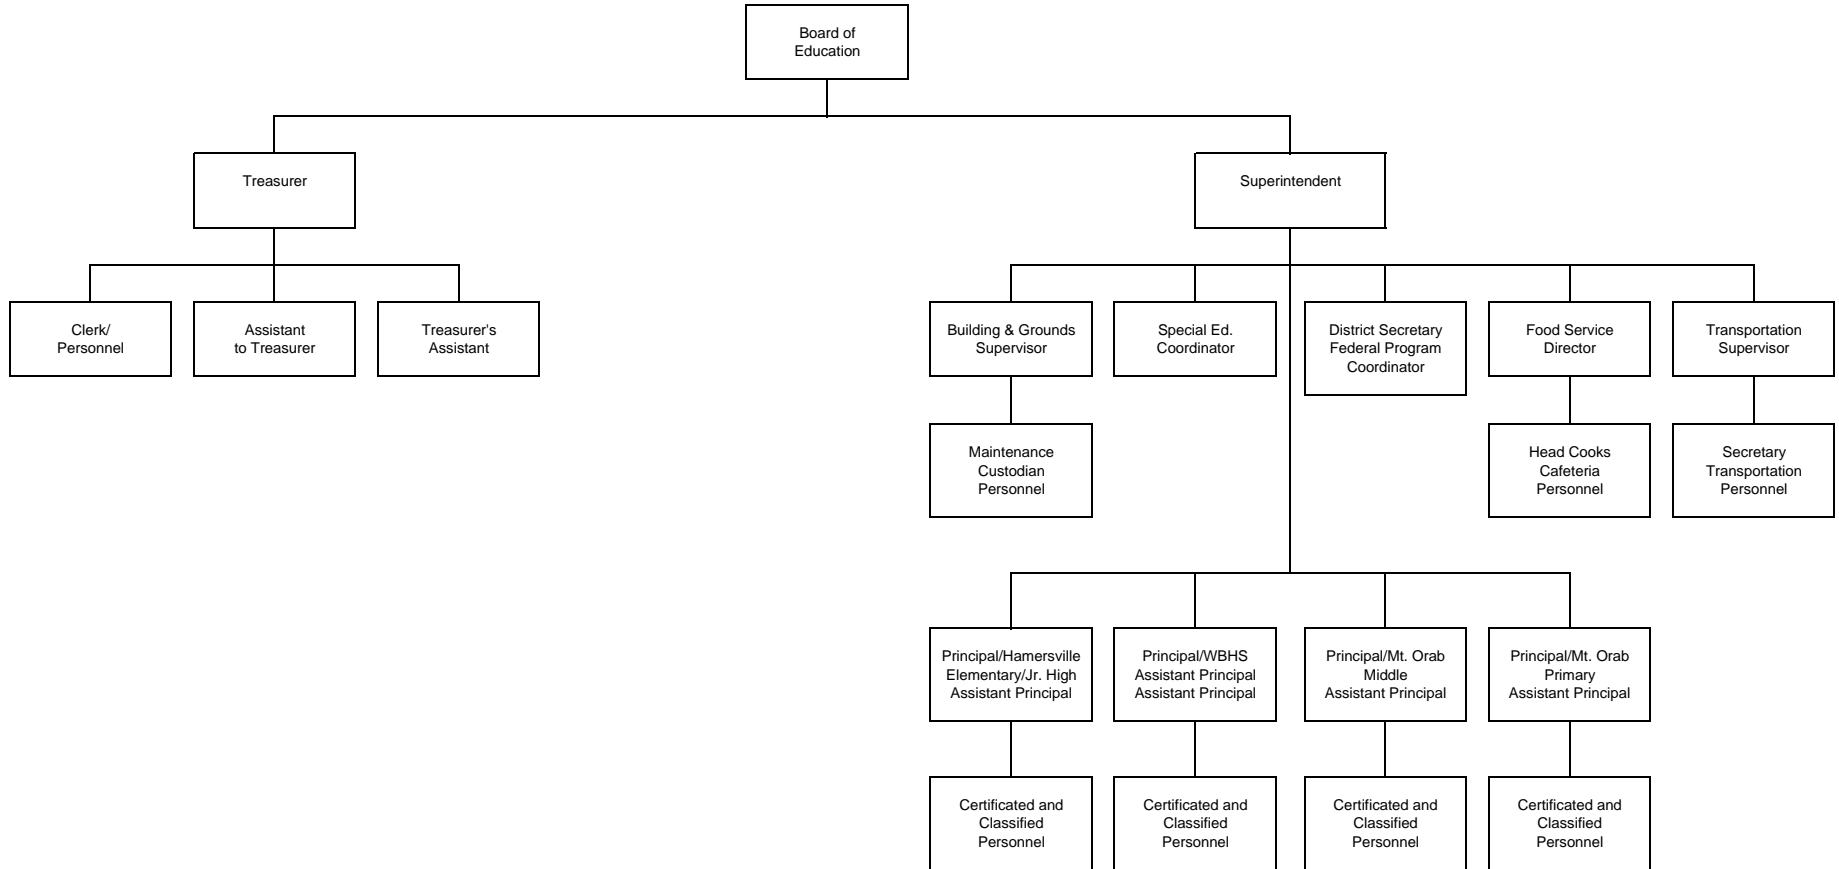 Board of
Education
Treasurer
Superintendent
Clerk/
Personnel
Assistant
to Treasurer
Treasurer's
Assistant
Building & Grounds
Supervisor
Special Ed.
Coordinator
District Secretary
Federal Program
Coordinator
Food Service
Director
Transportation
Supervisor
Maintenance
Custodian
Personnel
Head Cooks
Cafeteria
Personnel
Secretary
Transportation
Personnel
Principal/Hamersville
Elementary/Jr. High
Assistant Principal
Principal/WBHS
Assistant Principal
Assistant Principal
Principal/Mt. Orab
Middle
Assistant Principal
Principal/Mt. Orab
Primary
Assistant Principal
Certificated and
Classified
Personnel
Certificated and
Classified
Personnel
Certificated and
Classified
Personnel
Certificated and
Classified
Personnel